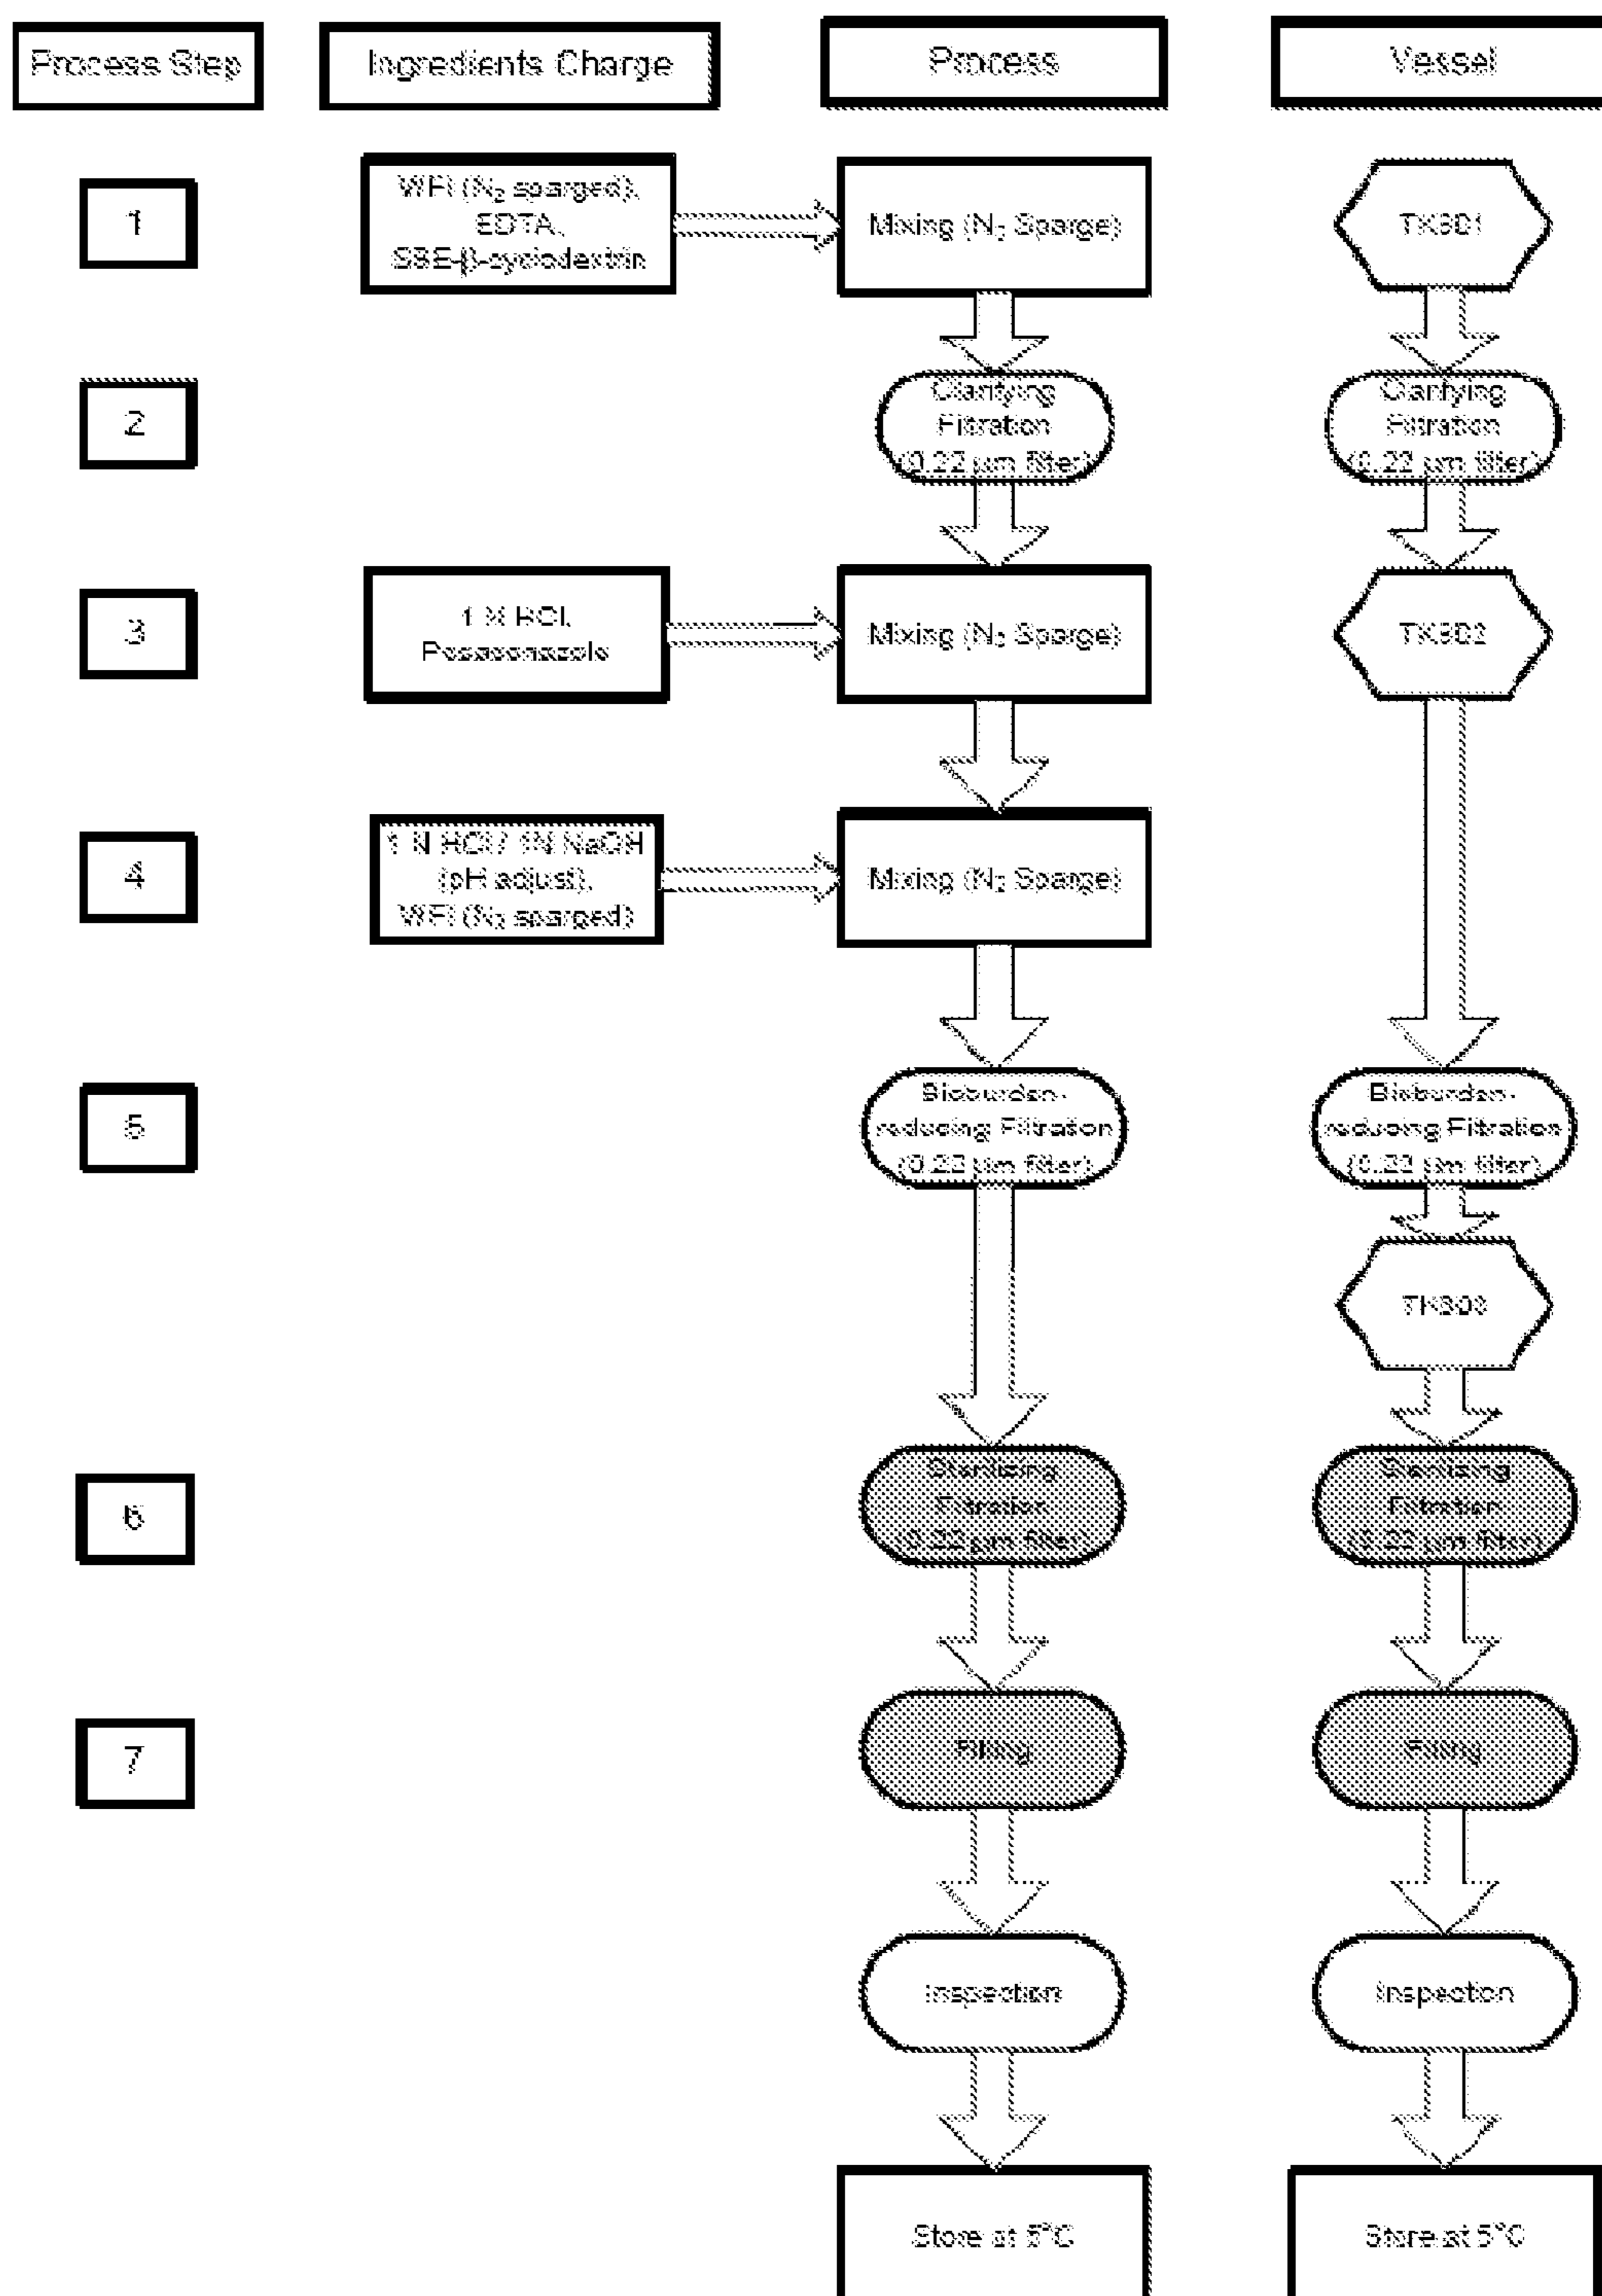 Process Step
Ingredients Charge
Process
Vessel
1
WFI (N₂ sparged),
EDTA,
SBE-β-cyclodextrin
Mixing (N₂ Sparge)
TK901
2
Clarifying
Filtration
(0.22 µm filter)
Clarifying
Filtration
(0.22 µm filter)
3
1 N HCl,
Posaconazole
Mixing (N₂ Sparge)
TK902
4
1 N HCl / 1N NaOH
(pH adjust),
WFI (N₂ sparged)
Mixing (N₂ Sparge)
5
Bioburden-
reducing Filtration
(0.22 µm filter)
Bioburden-
reducing Filtration
(0.22 µm filter)
6
Sterilizing
Filtration
(0.22 µm filter)
Sterilizing
Filtration
(0.22 µm filter)
7
Filling
Filling
Inspection
Inspection
Store at 5°C
Store at 5°C